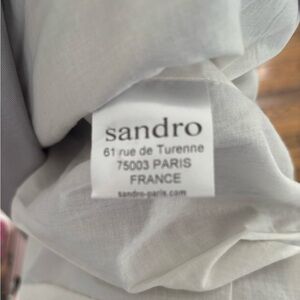 sandro
61 rue de Turenne
75003 PARIS
FRANCE
sandro-paris.com